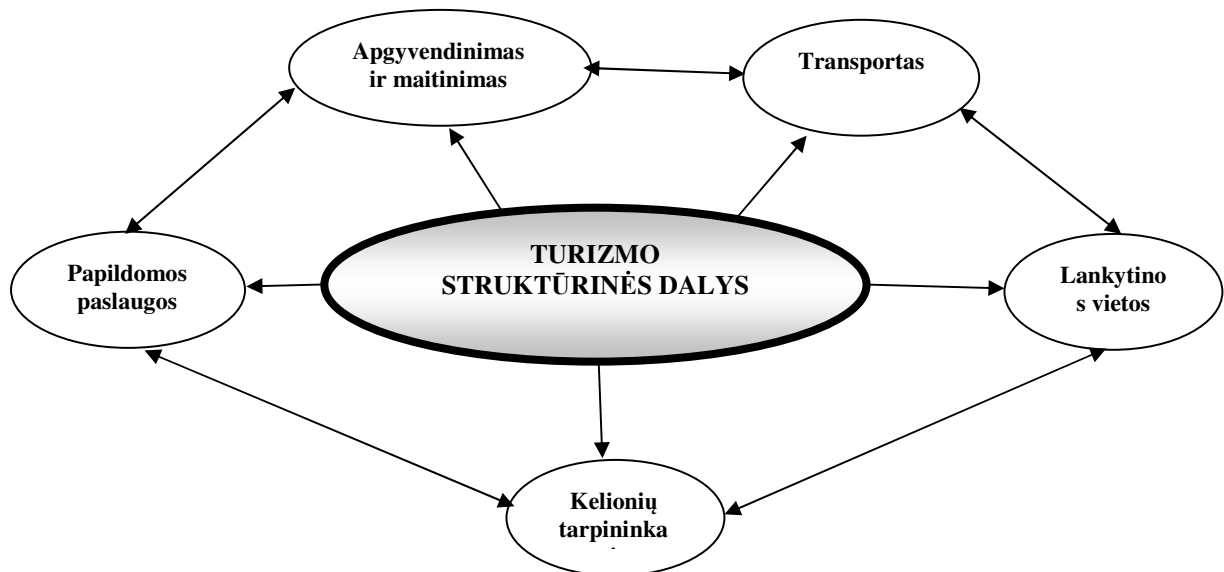 Apgyvendinimas
ir maitinimas
Transportas
TURIZMO
STRUKTŪRINĖS DALYS
Papildomos
paslaugos
Lankytino
s vietos
Kelionių
tarpininka